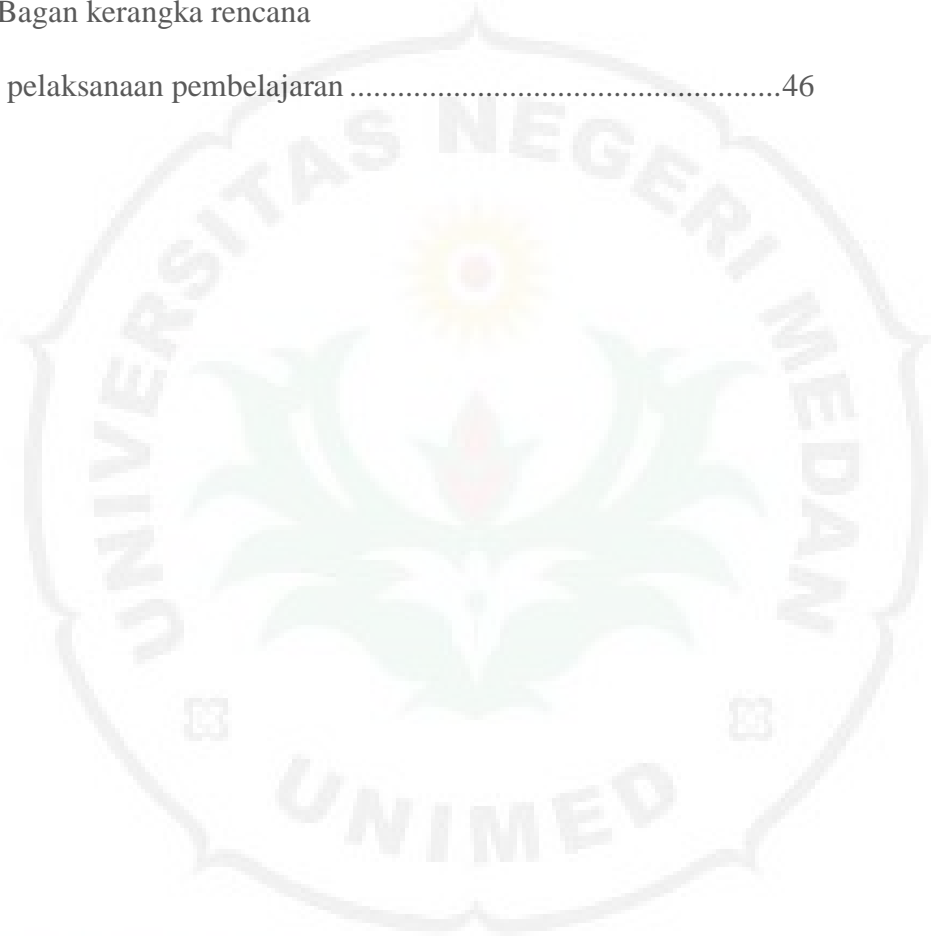 Bagan kerangka rencana
pelaksanaan pembelajaran ......................................................46
UNIVERSITAS NEGERI MEDAN
UNIMED